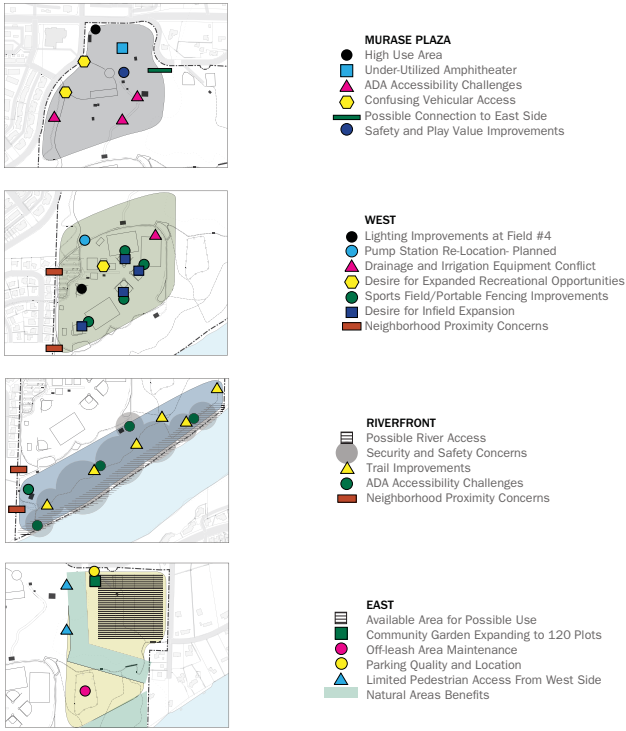 MURASE PLAZA
High Use Area
Under-Utilized Amphitheater
ADA Accessibility Challenges
Confusing Vehicular Access
Possible Connection to East Side
Safety and Play Value Improvements
WEST
Lighting Improvements at Field #4
Pump Station Re-Location- Planned
Drainage and Irrigation Equipment Conflict
Desire for Expanded Recreational Opportunities
Sports Field/Portable Fencing Improvements
Desire for Infield Expansion
Neighborhood Proximity Concerns
RIVERFRONT
Possible River Access
Security and Safety Concerns
Trail Improvements
ADA Accessibility Challenges
Neighborhood Proximity Concerns
EAST
Available Area for Possible Use
Community Garden Expanding to 120 Plots
Off-leash Area Maintenance
Parking Quality and Location
Limited Pedestrian Access From West Side
Natural Areas Benefits